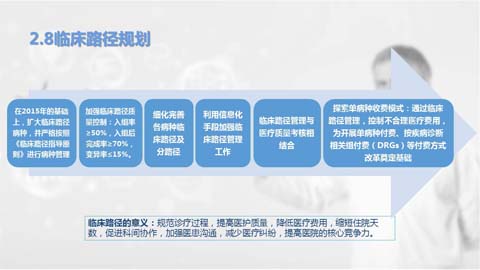 2.8临床路径规划
在2015年的基础
上，扩大临床路径
病种，并严格按照
《临床路径指导原
则》进行病种管理
加强临床路径质
量控制：入组率
≥50%，入组后
完成率≥70%，
变异率≤15%。
细化完善
各病种临
床路径及
分路径
利用信息化
手段加强临
床路径管理
工作
临床路径管理与
医疗质量考核相
结合
探索单病种收费模式：通过临床
路径管理，控制不合理医疗费用，
为开展单病种付费、按疾病诊断
相关组付费（DRGs）等付费方式
改革奠定基础
临床路径的意义：规范诊疗过程，提高医护质量，降低医疗费用，缩短住院天
数，促进科间协作，加强医患沟通，减少医疗纠纷，提高医院的核心竞争力。